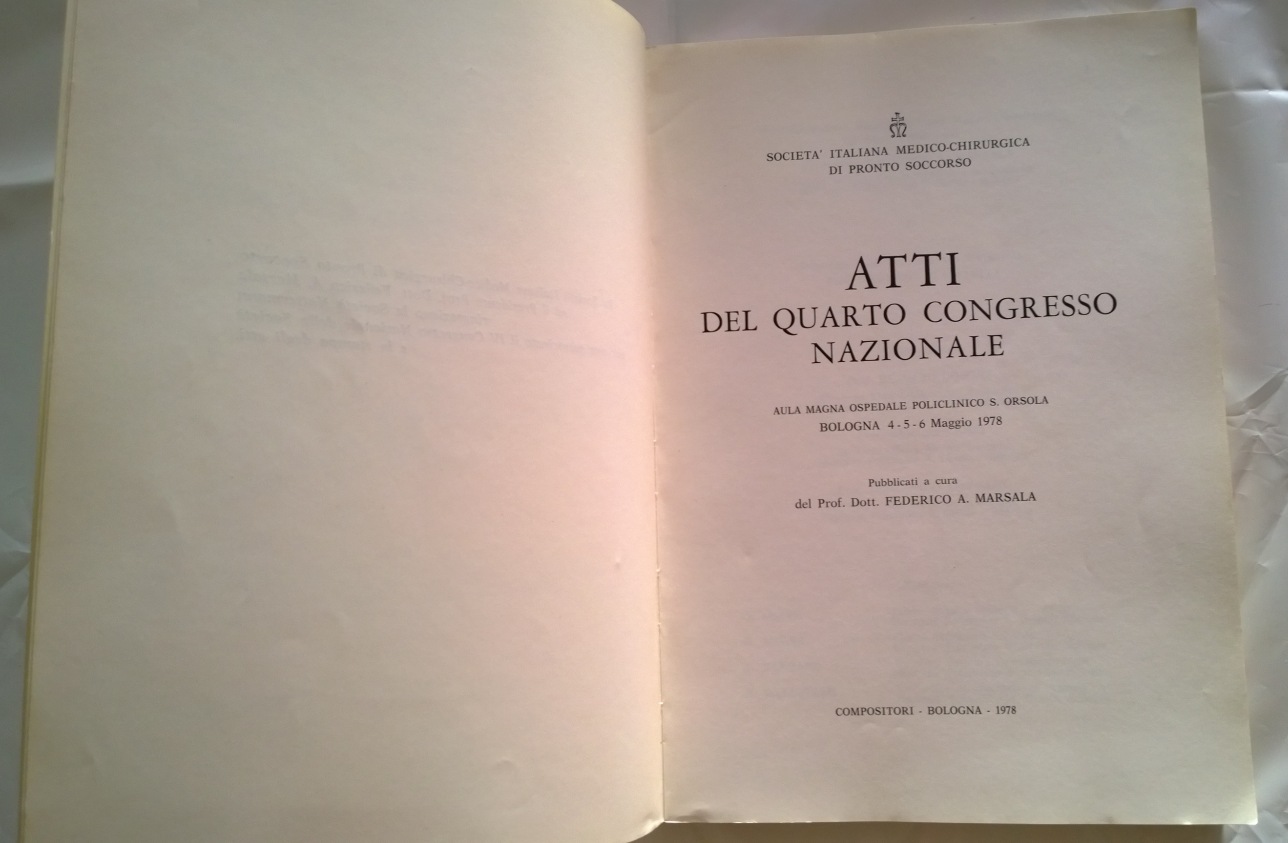 SOCIETA' ITALIANA MEDICO-CHIRURGICA
DI PRONTO SOCCORSO
ATTI
DEL QUARTO CONGRESSO
NAZIONALE
AULA MAGNA OSPEDALE POLICLINICO S. ORSOLA
BOLOGNA 4-5-6 Maggio 1978
Pubblicati a cura
del Prof. Dott. FEDERICO A. MARSALA
COMPOSITORI - BOLOGNA - 1978